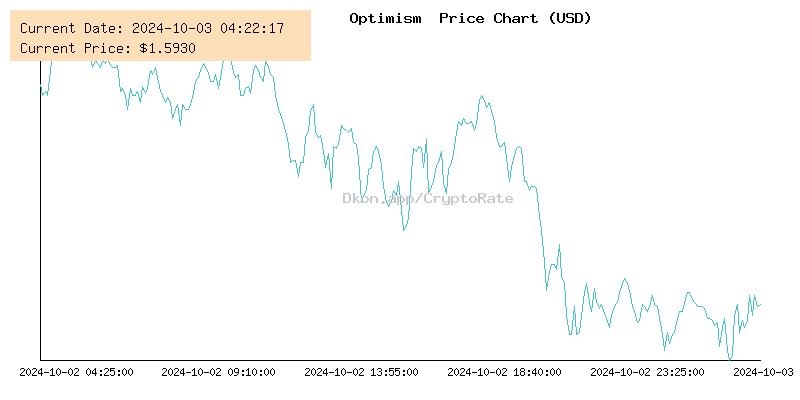 Optimism Price Chart (USD)
Current Date: 2024-10-03 04:22:17
Current Price: $1.5930
Dkon.app/CryptoRate
2024-10-02 04:25:00 2024-10-02 09:10:00 2024-10-02 13:55:00 2024-10-02 18:40:00 2024-10-02 23:25:00 2024-10-03